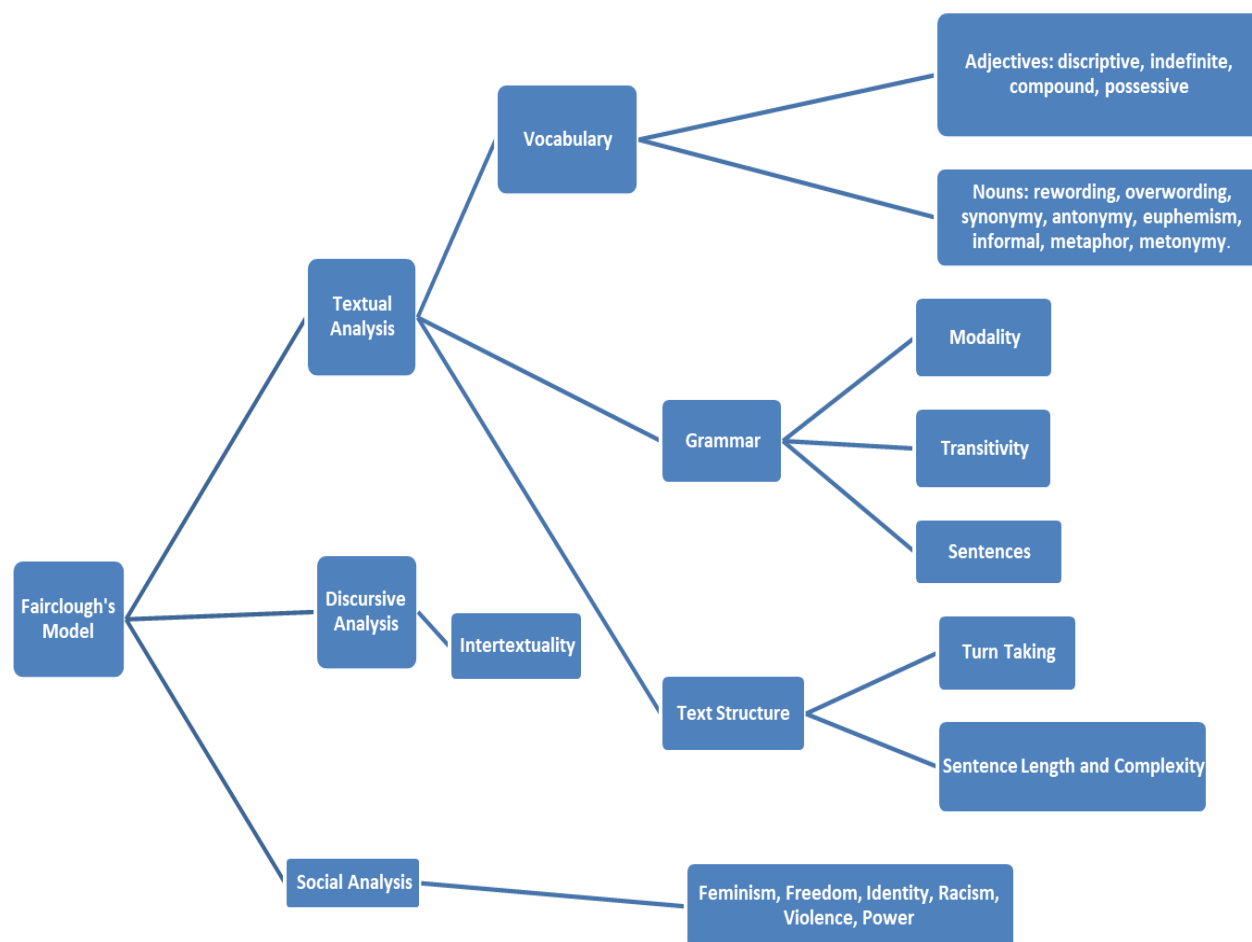 Adjectives: discriptive, indefinite,
compound, possessive
Vocabulary
Nouns: rewording, overwording,
synonymy, antonymy, euphemism,
informal, metaphor, metonymy.
Textual
Analysis
Modality
Grammar
Transitivity
Sentences
Fairclough's
Model
Discursive
Analysis
Intertextuality
Turn Taking
Text Structure
Sentence Length and Complexity
Social Analysis
Feminism, Freedom, Identity, Racism,
Violence, Power